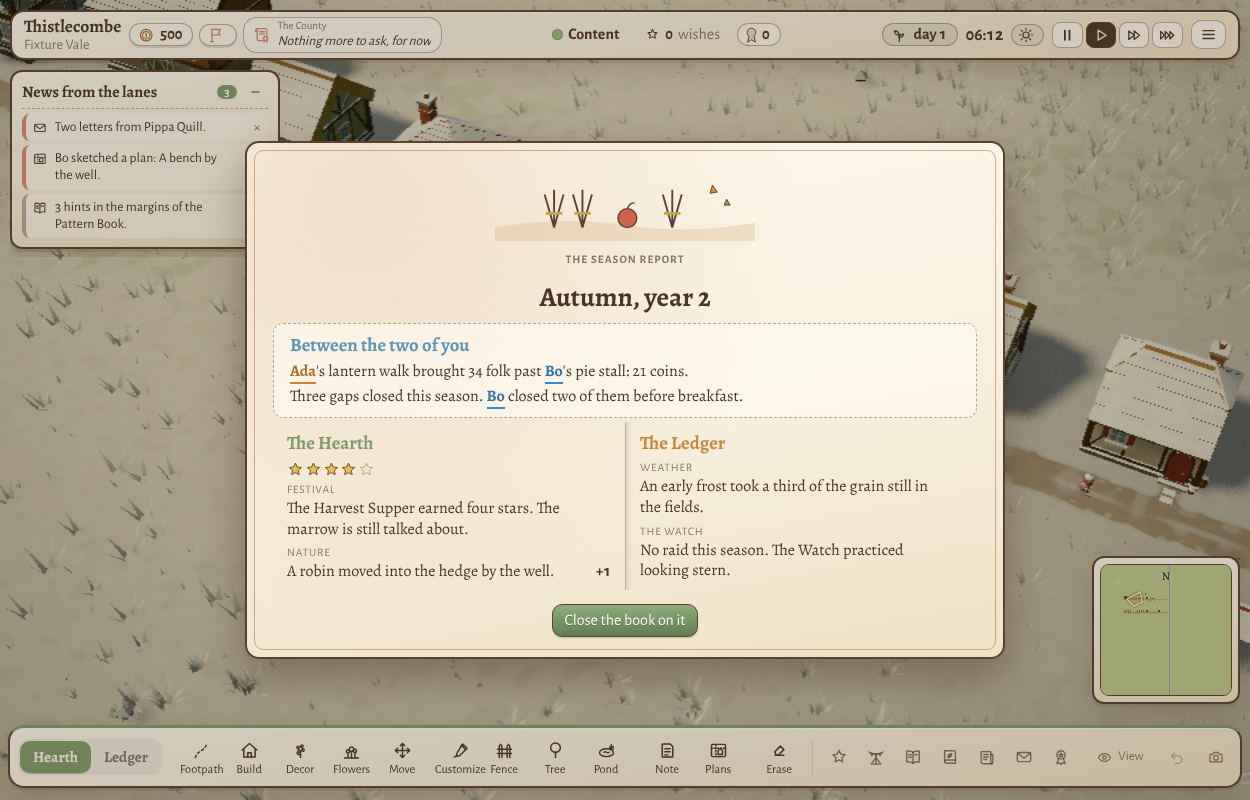 Thistlecombe
Fixture Vale
500
The County
Nothing more to ask, for now
Content
0 wishes
0
day 1
06:12
News from the lanes
3
Two letters from Pippa Quill.
Bo sketched a plan: A bench by
the well.
3 hints in the margins of the
Pattern Book.
THE SEASON REPORT
Autumn, year 2
Between the two of you
Ada's lantern walk brought 34 folk past Bo's pie stall: 21 coins.
Three gaps closed this season. Bo closed two of them before breakfast.
The Hearth
FESTIVAL
The Harvest Supper earned four stars. The
marrow is still talked about.
NATURE
A robin moved into the hedge by the well. +1
The Ledger
WEATHER
An early frost took a third of the grain still in
the fields.
THE WATCH
No raid this season. The Watch practiced
looking stern.
Close the book on it
N
Hearth
Ledger
Footpath
Build
Decor
Flowers
Move
Customize
Fence
Tree
Pond
Note
Plans
Erase
View